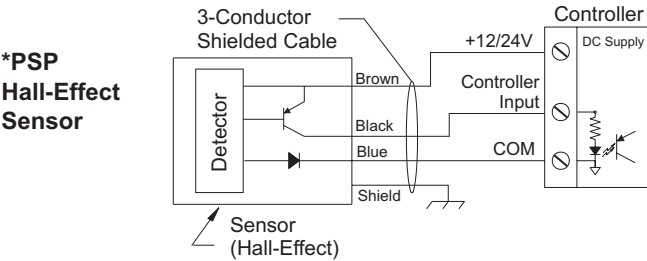 *PSP
Hall-Effect
Sensor
3-Conductor
Shielded Cable
Detector
Brown
Black
Blue
Shield
Sensor
(Hall-Effect)
Controller
+12/24V
DC Supply
Controller
Input
COM